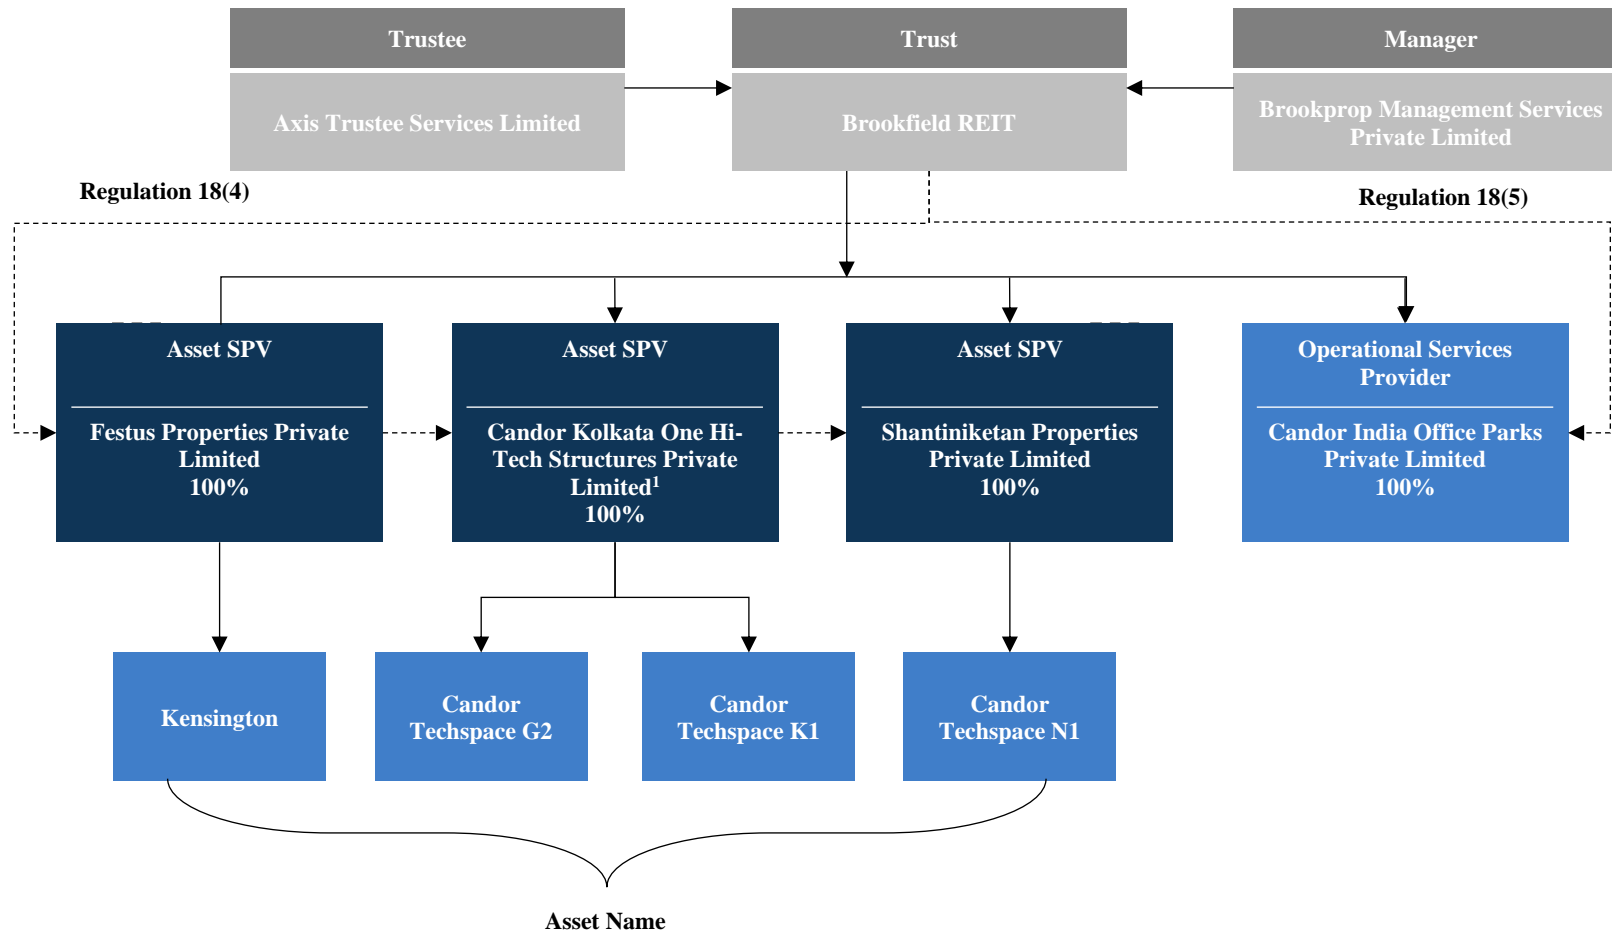 Trustee
Trust
Manager
Axis Trustee Services Limited
Brookfield REIT
Brookprop Management Services
Private Limited
Regulation 18(4)
Regulation 18(5)
Asset SPV
Festus Properties Private
Limited
100%
Asset SPV
Candor Kolkata One Hi-
Tech Structures Private
Limited¹
100%
Asset SPV
Shantiniketan Properties
Private Limited
100%
Operational Services
Provider
Candor India Office Parks
Private Limited
100%
Kensington
Candor
Techspace G2
Candor
Techspace K1
Candor
Techspace N1
Asset Name